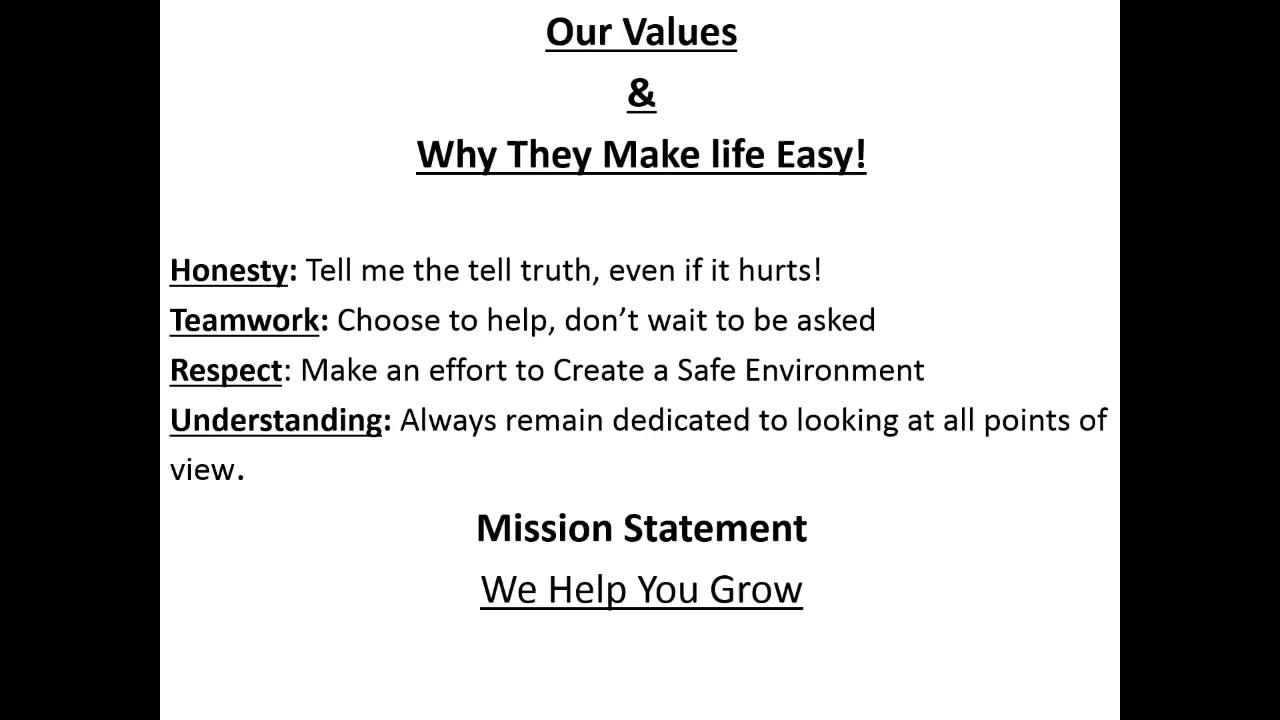 Our Values
&
Why They Make life Easy!
Honesty: Tell me the tell truth, even if it hurts!
Teamwork: Choose to help, don’t wait to be asked
Respect: Make an effort to Create a Safe Environment
Understanding: Always remain dedicated to looking at all points of
view.
Mission Statement
We Help You Grow